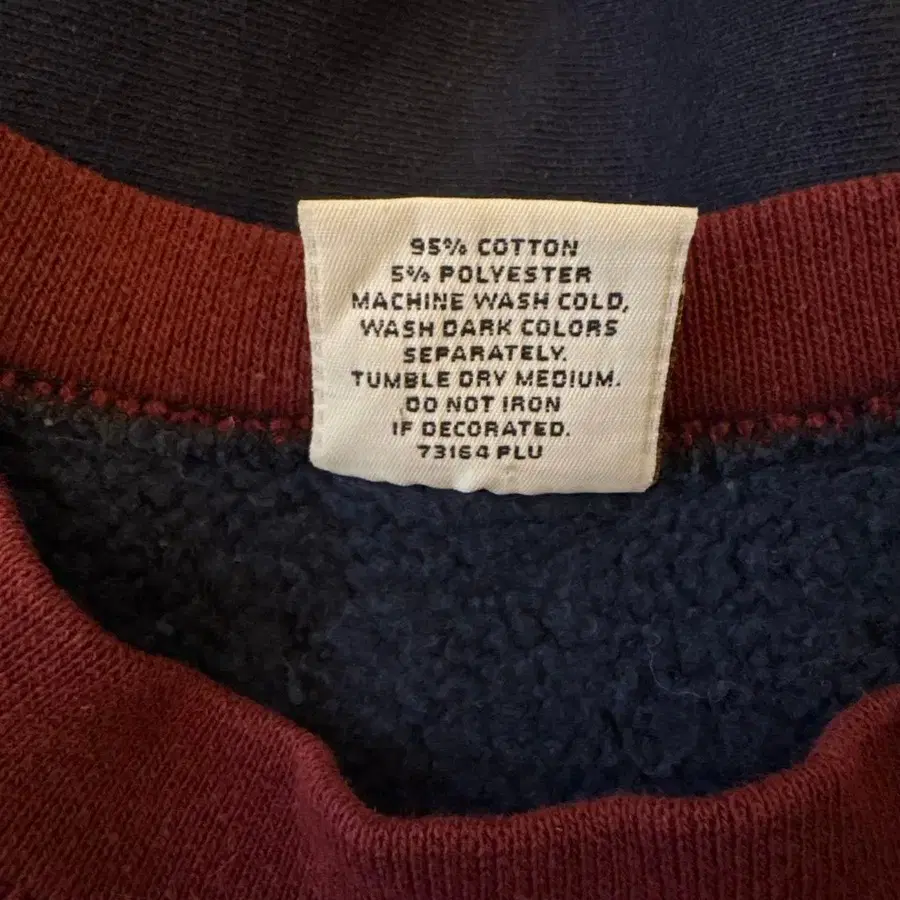 95% COTTON
5% POLYESTER
MACHINE WASH COLD,
WASH DARK COLORS
SEPARATELY.
TUMBLE DRY MEDIUM.
DO NOT IRON
IF DECORATED.
73164 PLU